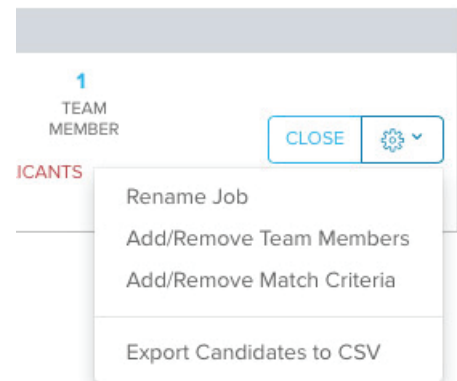 1
TEAM
MEMBER
CLOSE
ICANTS
Rename Job
Add/Remove Team Members
Add/Remove Match Criteria
Export Candidates to CSV